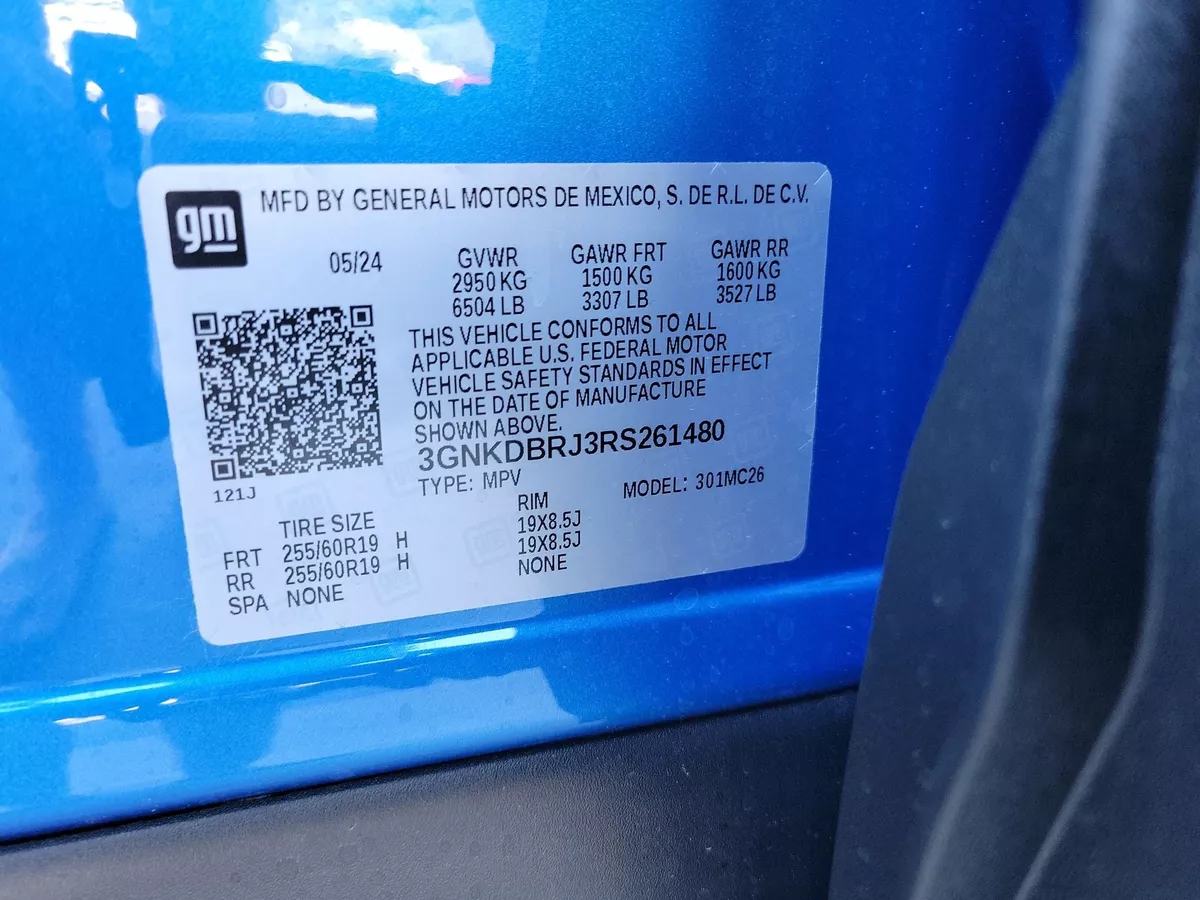 gm
MFD BY GENERAL MOTORS DE MEXICO, S. DE R.L. DE C.V.
05/24
GVWR GAWR FRT GAWR RR
2950 KG 1500 KG 1600 KG
6504 LB 3307 LB 3527 LB
THIS VEHICLE CONFORMS TO ALL
APPLICABLE U.S. FEDERAL MOTOR
VEHICLE SAFETY STANDARDS IN EFFECT
ON THE DATE OF MANUFACTURE
SHOWN ABOVE.
3GNKDBRJ3RS261480
121J
TYPE: MPV MODEL: 301MC26
TIRE SIZE RIM
FRT 255/60R19 H 19X8.5J
RR 255/60R19 H 19X8.5J
SPA NONE NONE